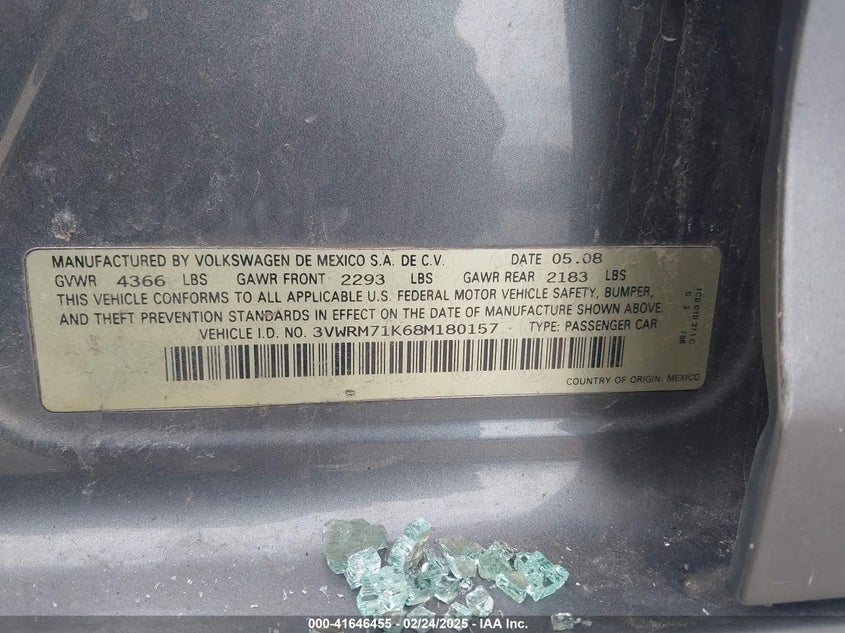 MANUFACTURED BY VOLKSWAGEN DE MEXICO S.A. DE C.V. DATE 05.08
GVWR 4366 LBS GAWR FRONT 2293 LBS GAWR REAR 2183 LBS
THIS VEHICLE CONFORMS TO ALL APPLICABLE U.S. FEDERAL MOTOR VEHICLE SAFETY, BUMPER,
AND THEFT PREVENTION STANDARDS IN EFFECT ON THE DATE OF MANUFACTURE SHOWN ABOVE.
VEHICLE I.D. NO. 3VWRM71K68M180157 · TYPE: PASSENGER CAR
COUNTRY OF ORIGIN: MEXICO
000-41646455 - 02/24/2025 - IAA Inc.